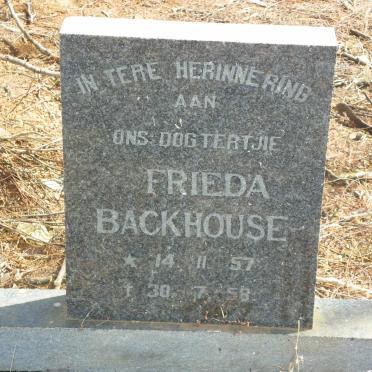 IN TERE HERINNERING
AAN
ONS DOGTERTJIE
FRIEDA
BACKHOUSE
* 14 11 57
† 30 7 58